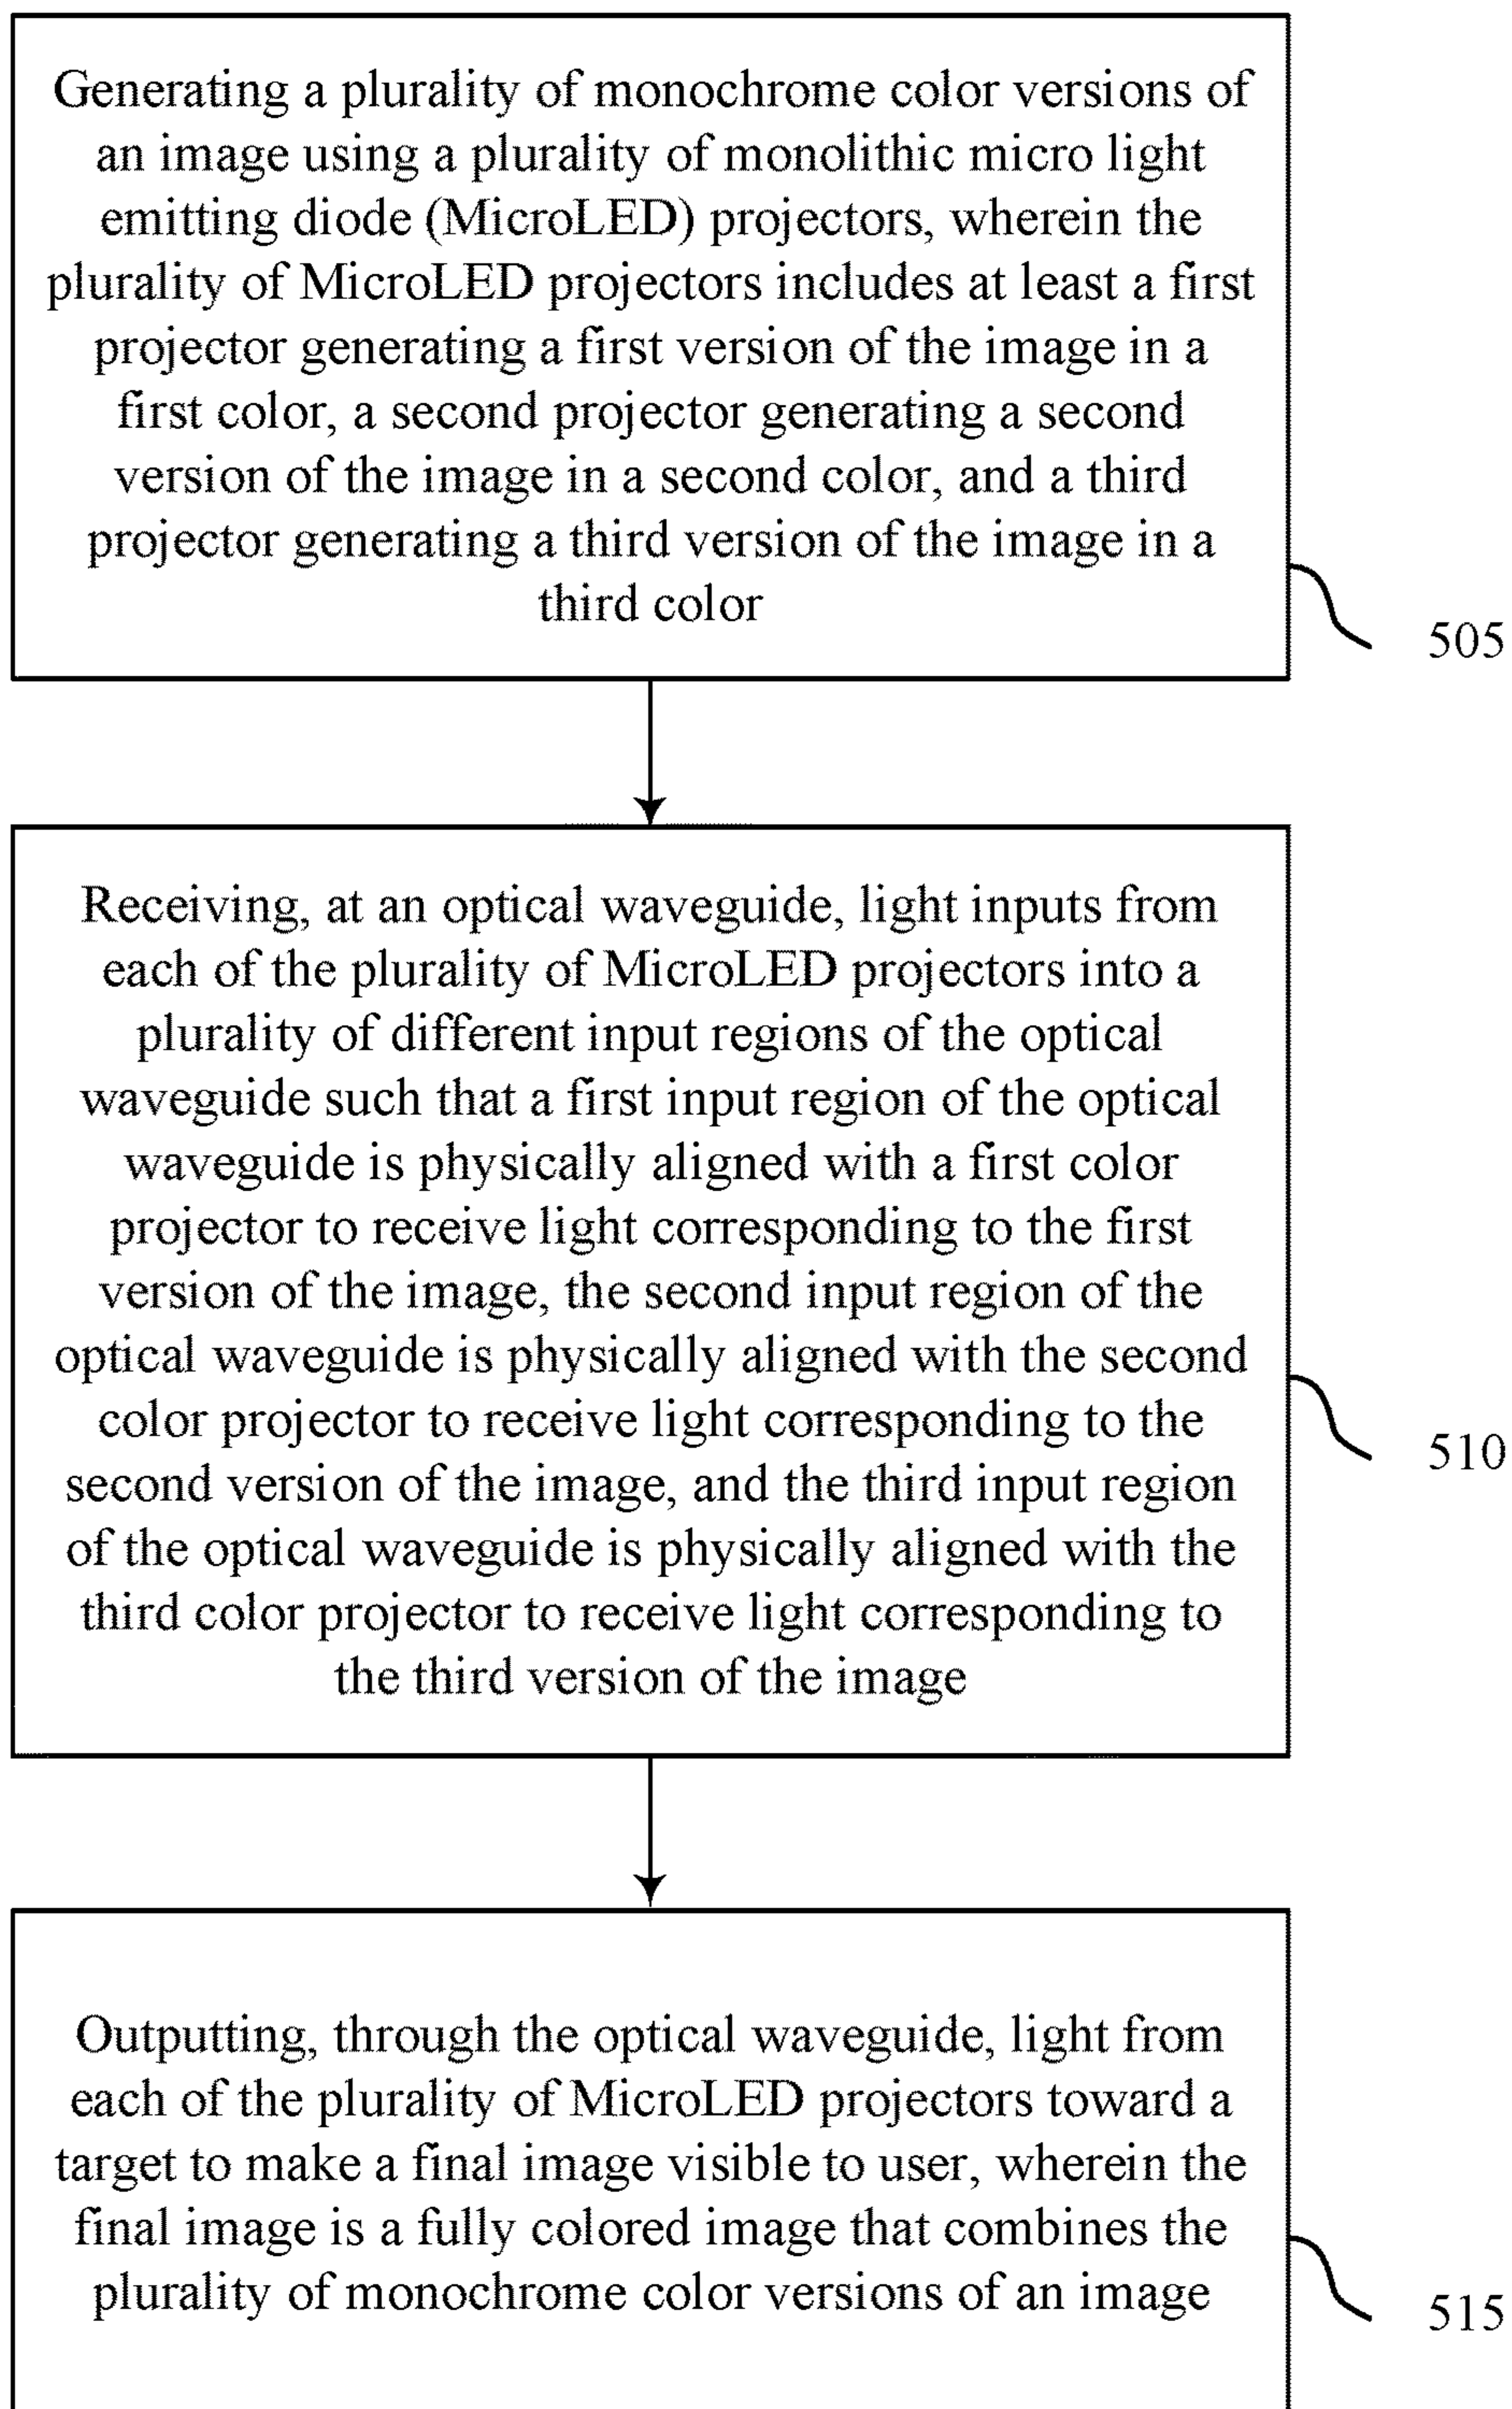 Generating a plurality of monochrome color versions of
an image using a plurality of monolithic micro light
emitting diode (MicroLED) projectors, wherein the
plurality of MicroLED projectors includes at least a first
projector generating a first version of the image in a
first color, a second projector generating a second
version of the image in a second color, and a third
projector generating a third version of the image in a
third color
505
Receiving, at an optical waveguide, light inputs from
each of the plurality of MicroLED projectors into a
plurality of different input regions of the optical
waveguide such that a first input region of the optical
waveguide is physically aligned with a first color
projector to receive light corresponding to the first
version of the image, the second input region of the
optical waveguide is physically aligned with the second
color projector to receive light corresponding to the
second version of the image, and the third input region
of the optical waveguide is physically aligned with the
third color projector to receive light corresponding to
the third version of the image
510
Outputting, through the optical waveguide, light from
each of the plurality of MicroLED projectors toward a
target to make a final image visible to user, wherein the
final image is a fully colored image that combines the
plurality of monochrome color versions of an image
515